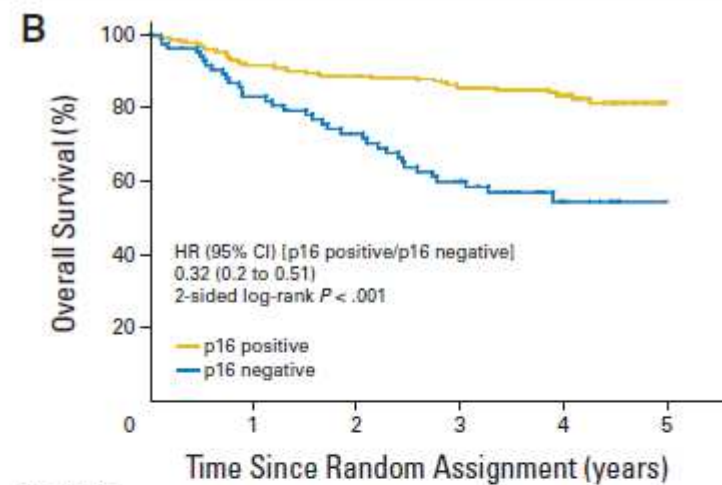 B
100
80
60
40
20
0
Overall Survival (%)
HR (95% CI) [p16 positive/p16 negative]
0.32 (0.2 to 0.51)
2-sided log-rank P < .001
p16 positive
p16 negative
1 2 3 4 5
Time Since Random Assignment (years)